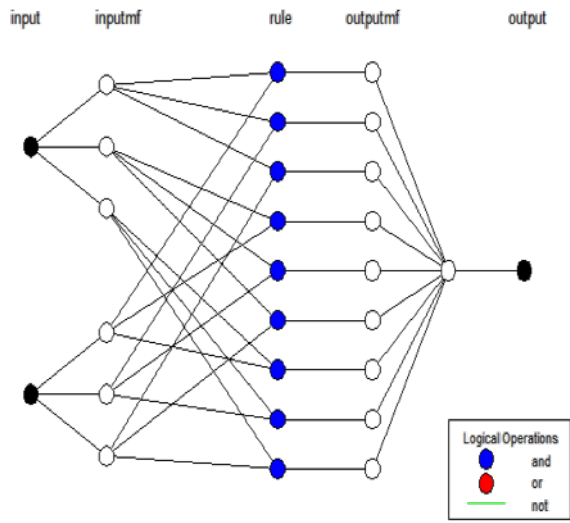 input inputmf rule outputmf output
Logical Operations
and
or
not